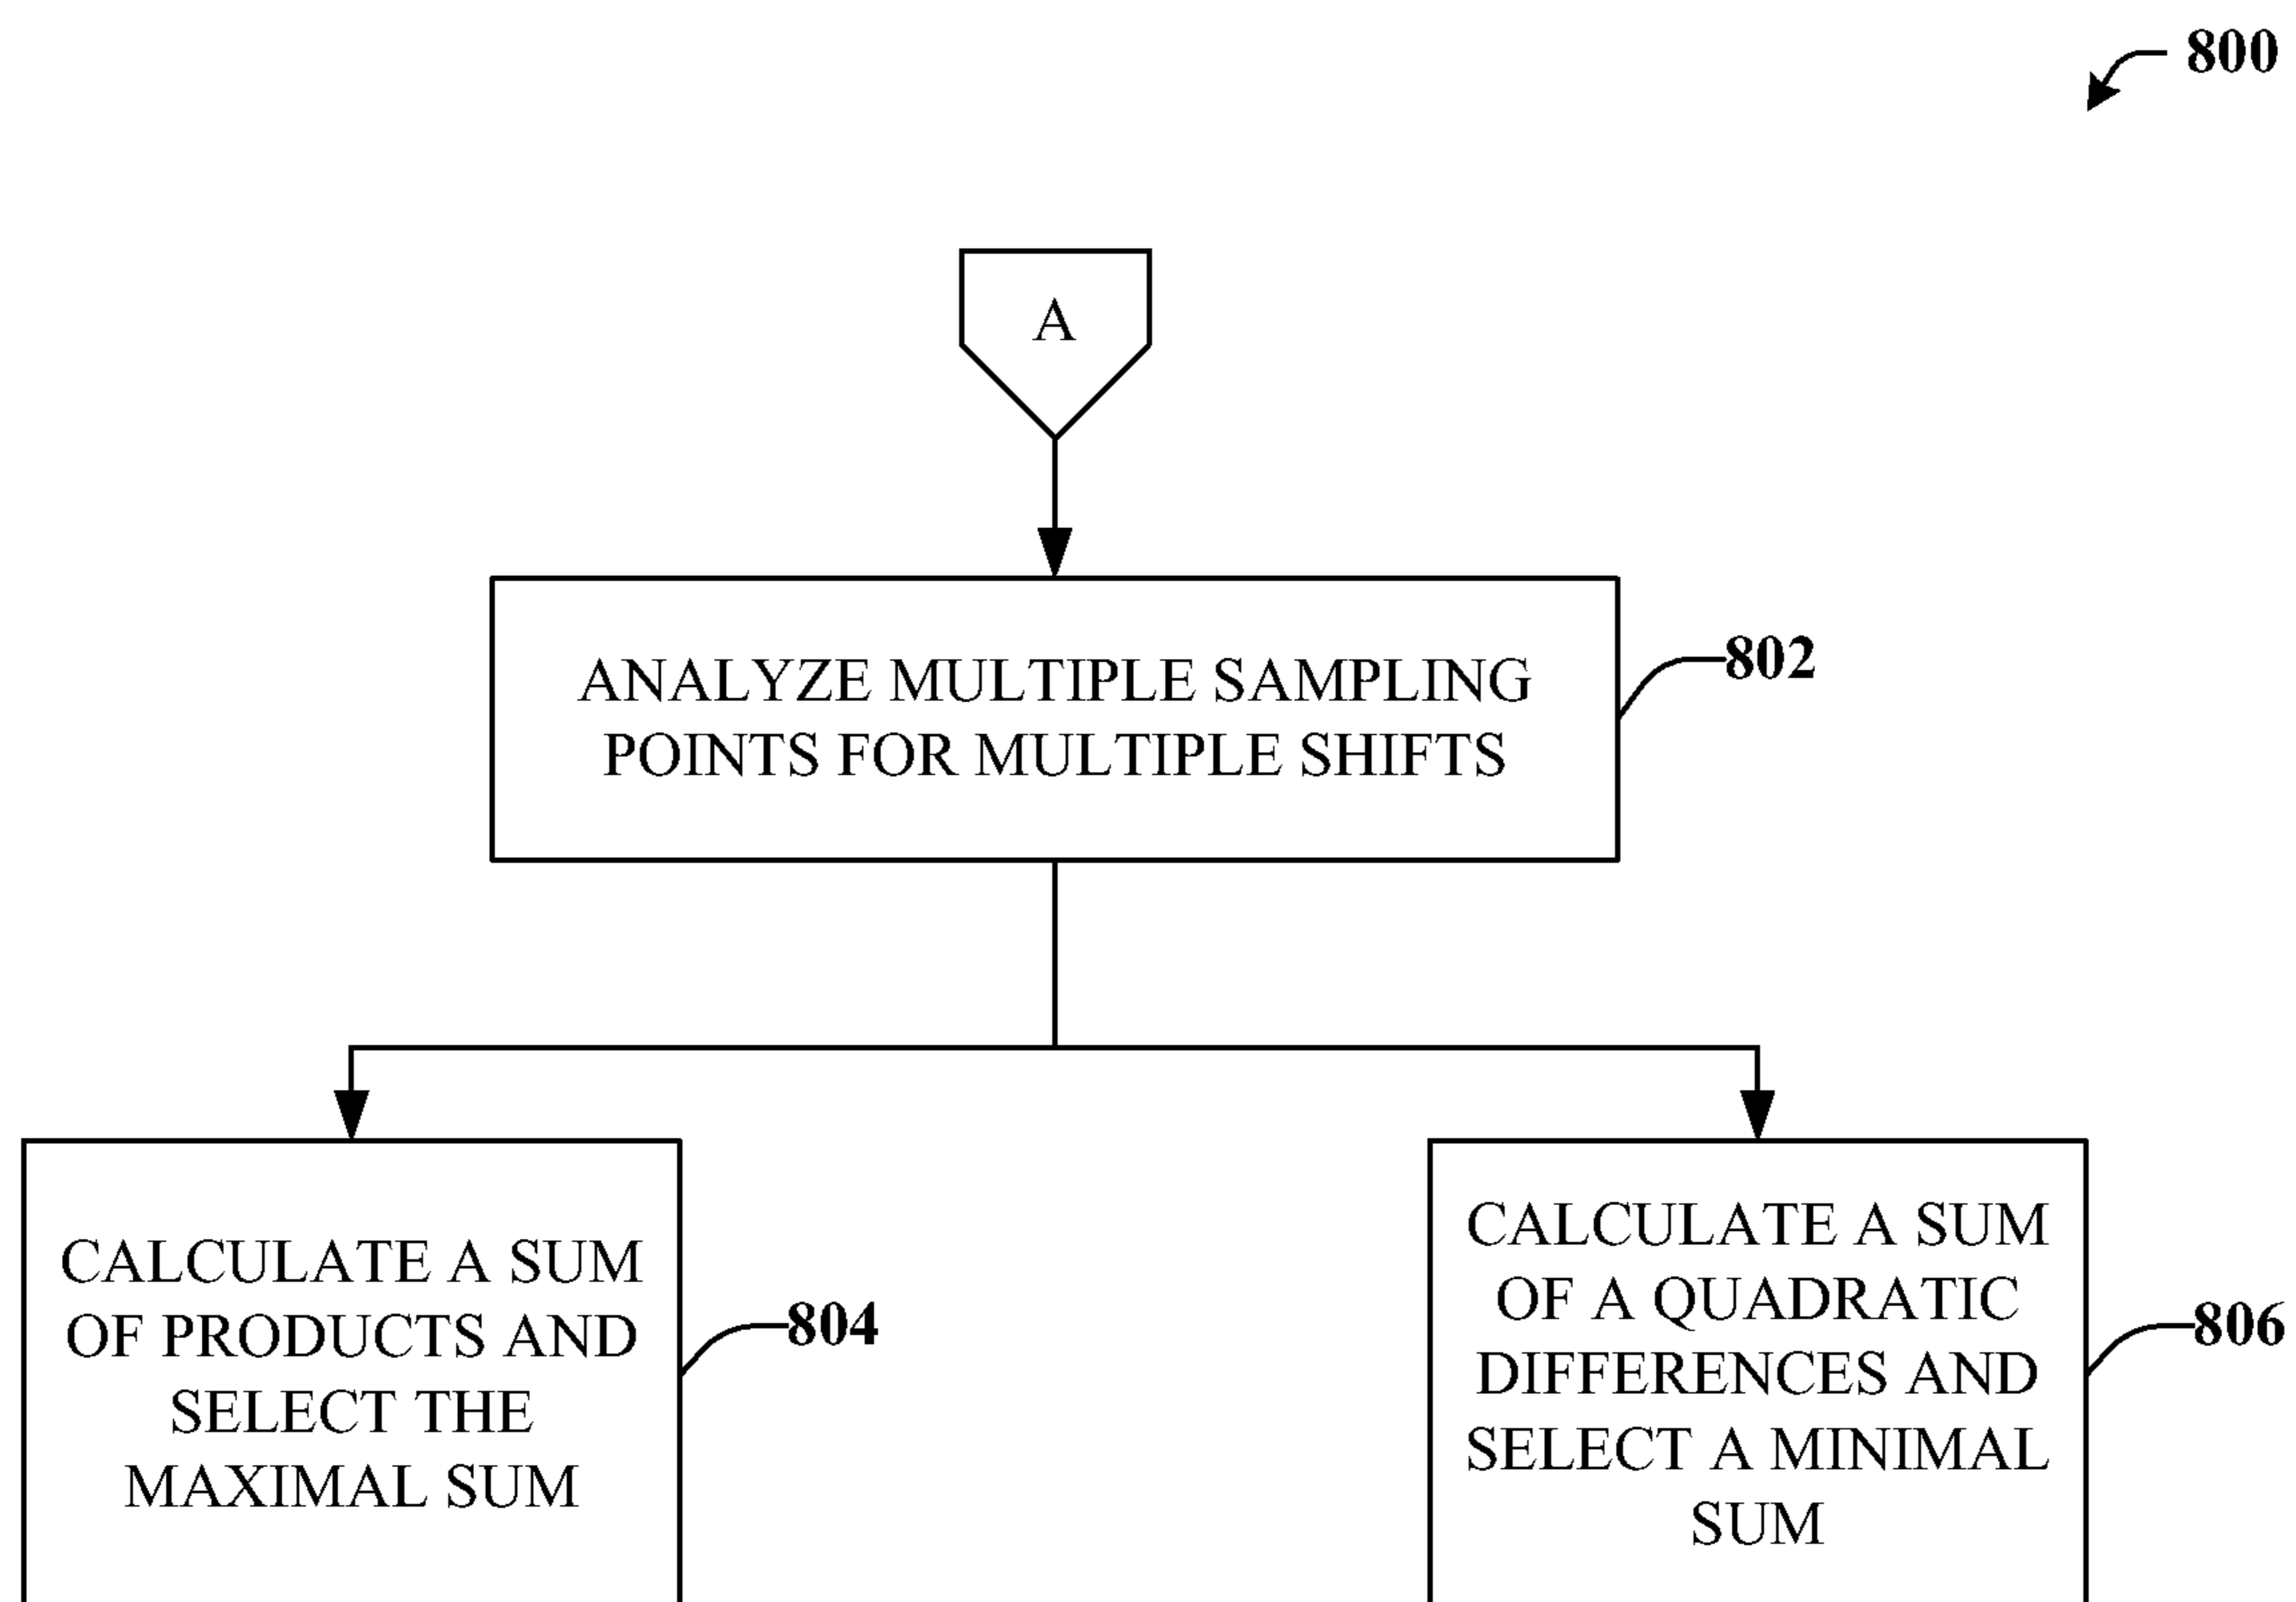 800
A
ANALYZE MULTIPLE SAMPLING
POINTS FOR MULTIPLE SHIFTS
802
CALCULATE A SUM
OF PRODUCTS AND
SELECT THE
MAXIMAL SUM
804
CALCULATE A SUM
OF A QUADRATIC
DIFFERENCES AND
SELECT A MINIMAL
SUM
806